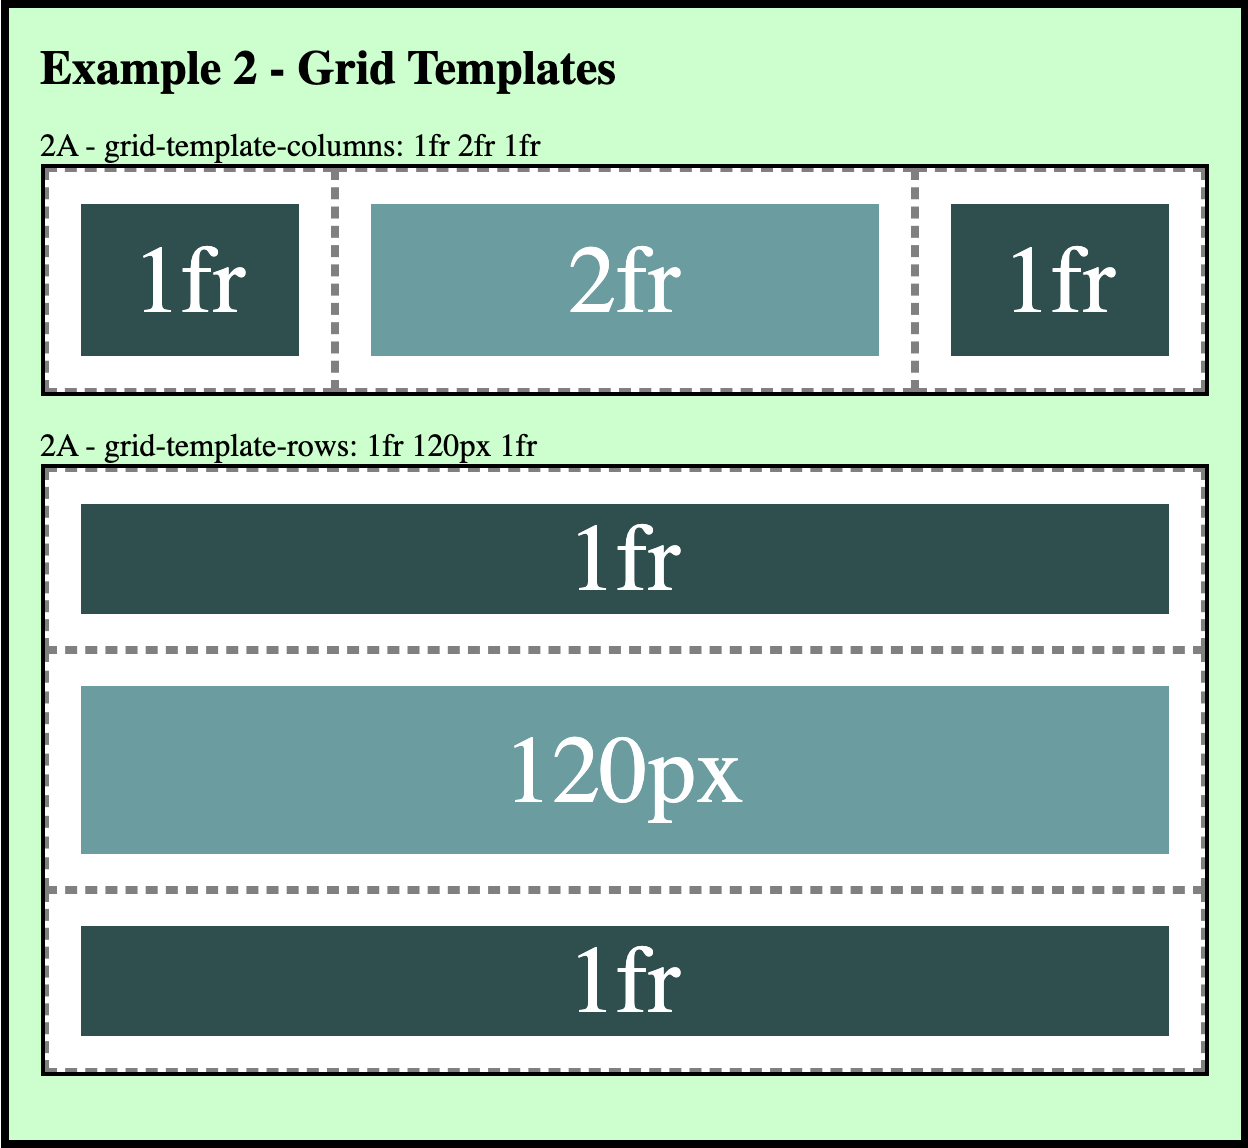 Example 2 - Grid Templates
2A - grid-template-columns: 1fr 2fr 1fr
1fr 2fr 1fr
2A - grid-template-rows: 1fr 120px 1fr
1fr
120px
1fr